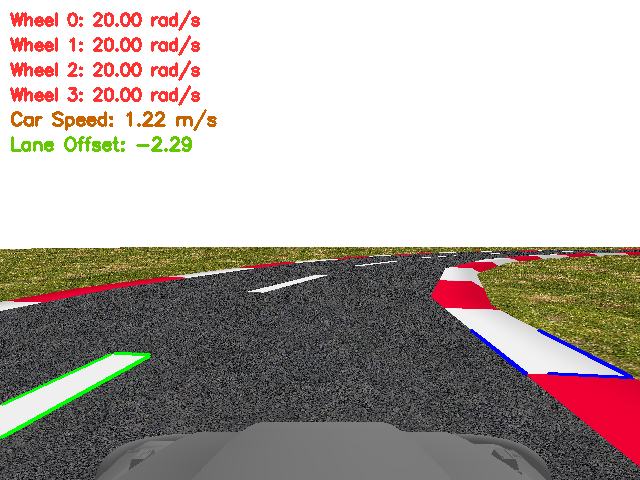 Wheel 0: 20.00 rad/s
Wheel 1: 20.00 rad/s
Wheel 2: 20.00 rad/s
Wheel 3: 20.00 rad/s
Car Speed: 1.22 m/s
Lane Offset: -2.29